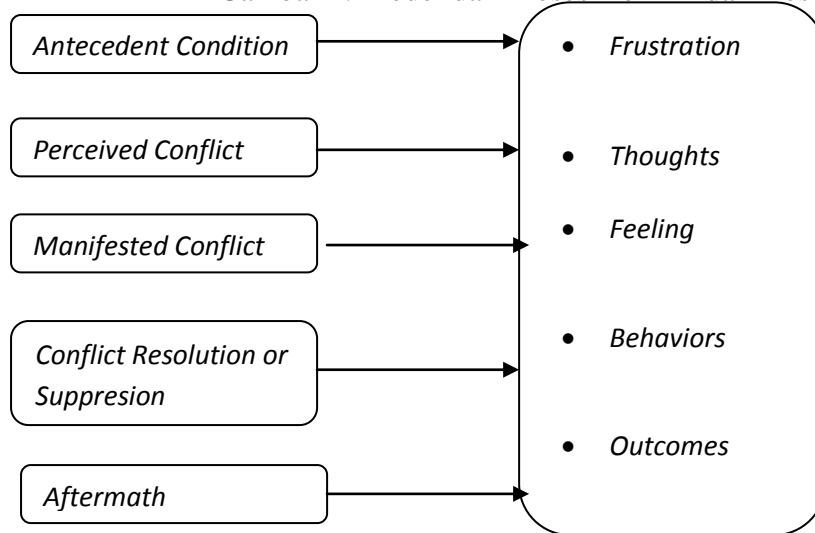 Antecedent Condition
Perceived Conflict
Manifested Conflict
Conflict Resolution or
Suppresion
Aftermath
• Frustration
• Thoughts
• Feeling
• Behaviors
• Outcomes